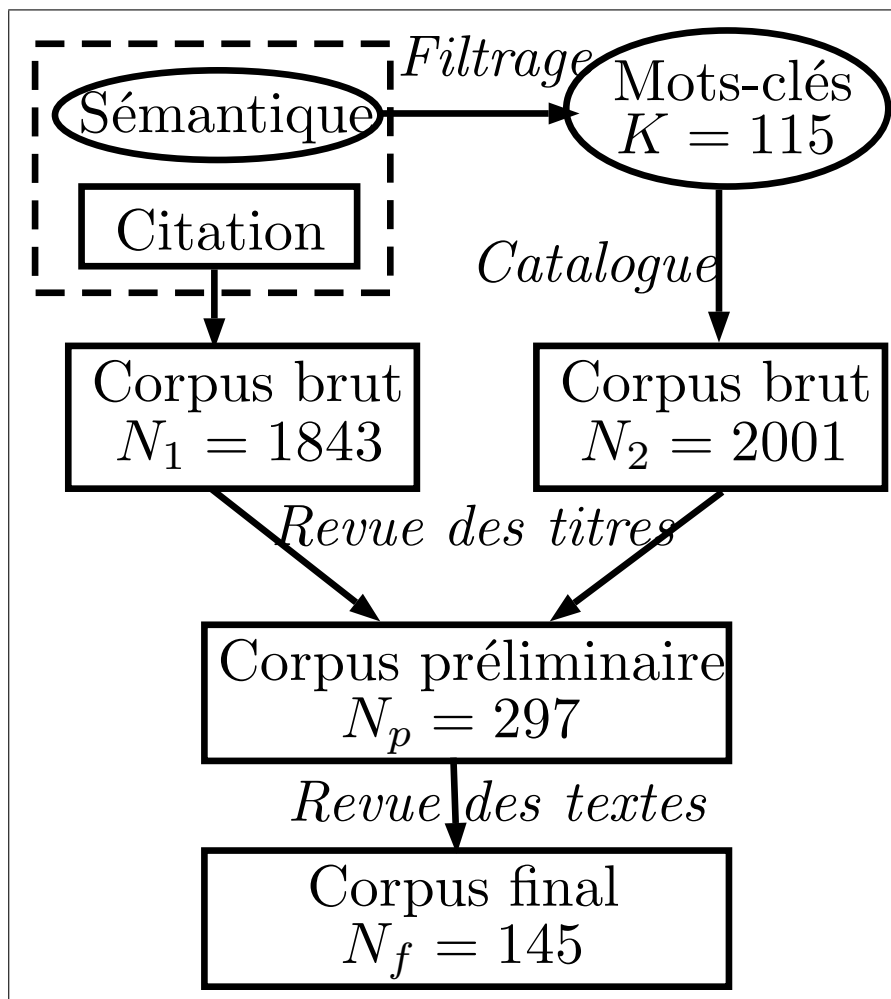 Filtrage
Sémantique
Mots-clés
K = 115
Citation
Catalogue
Corpus brut
N₁ = 1843
Corpus brut
N₂ = 2001
Revue des titres
Corpus préliminaire
Nₚ = 297
Revue des textes
Corpus final
N_f = 145